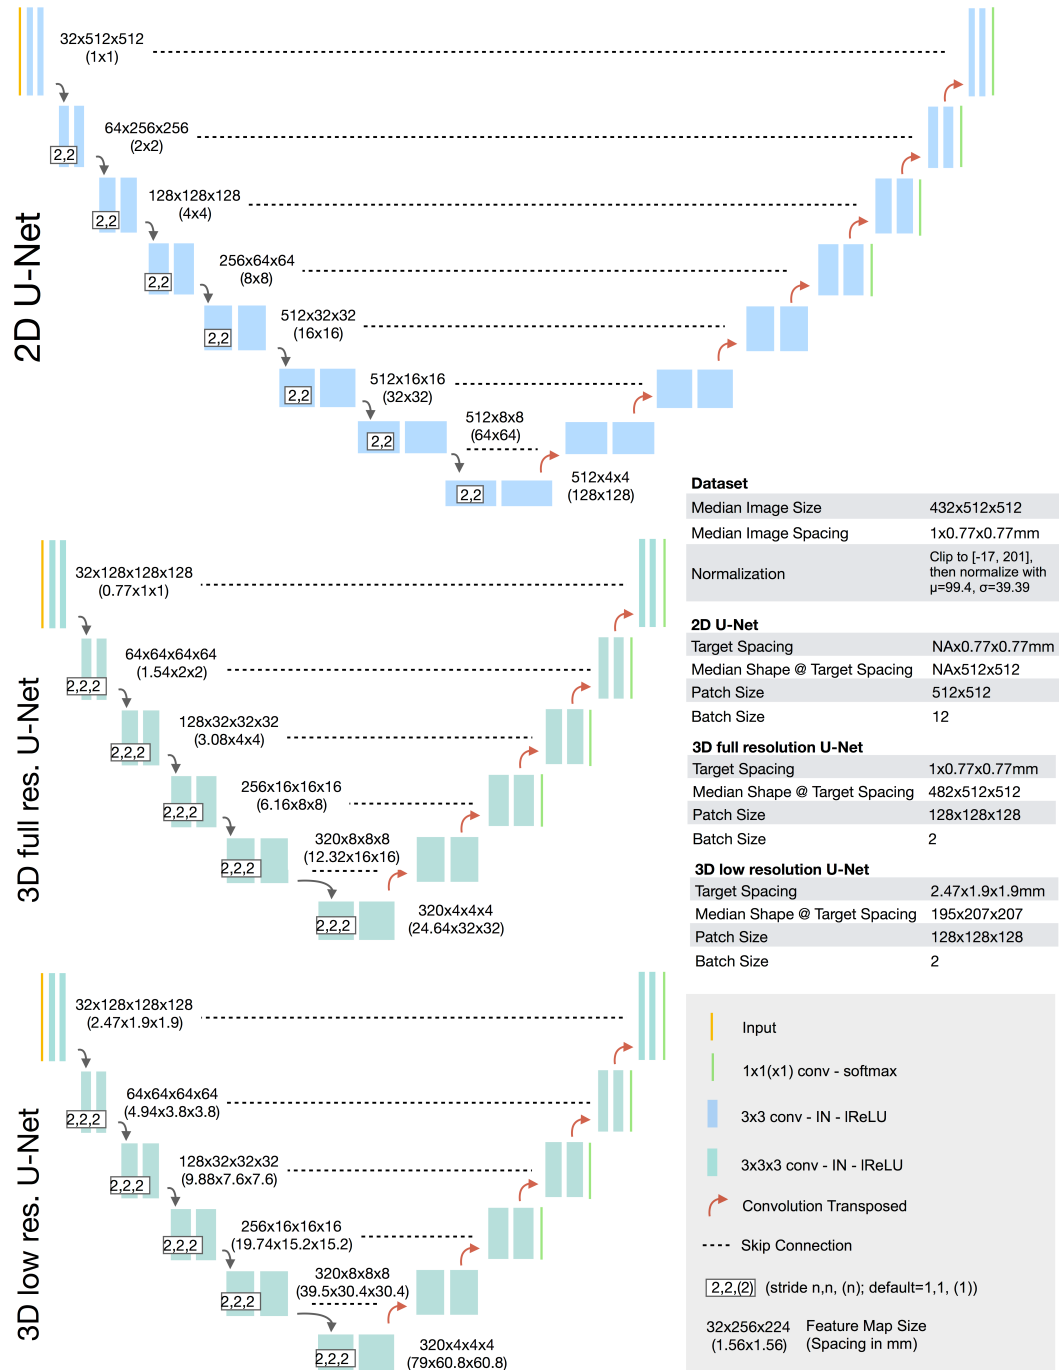 2D U-Net
32x512x512
(1x1)
2,2
64x256x256
(2x2)
2,2
128x128x128
(4x4)
2,2
256x64x64
(8x8)
2,2
512x32x32
(16x16)
2,2
512x16x16
(32x32)
2,2
512x8x8
(64x64)
2,2
512x4x4
(128x128)
3D full res. U-Net
32x128x128x128
(0.77x1x1)
2,2,2
64x64x64x64
(1.54x2x2)
2,2,2
128x32x32x32
(3.08x4x4)
2,2,2
256x16x16x16
(6.16x8x8)
2,2,2
320x8x8x8
(12.32x16x16)
2,2,2
320x4x4x4
(24.64x32x32)
3D low res. U-Net
32x128x128x128
(2.47x1.9x1.9)
2,2,2
64x64x64x64
(4.94x3.8x3.8)
2,2,2
128x32x32x32
(9.88x7.6x7.6)
2,2,2
256x16x16x16
(19.74x15.2x15.2)
2,2,2
320x8x8x8
(39.5x30.4x30.4)
2,2,2
320x4x4x4
(79x60.8x60.8)
Dataset
Median Image Size 432x512x512
Median Image Spacing 1x0.77x0.77mm
Normalization Clip to [-17, 201],
then normalize with
μ=99.4, σ=39.39
2D U-Net
Target Spacing NAx0.77x0.77mm
Median Shape @ Target Spacing NAx512x512
Patch Size 512x512
Batch Size 12
3D full resolution U-Net
Target Spacing 1x0.77x0.77mm
Median Shape @ Target Spacing 482x512x512
Patch Size 128x128x128
Batch Size 2
3D low resolution U-Net
Target Spacing 2.47x1.9x1.9mm
Median Shape @ Target Spacing 195x207x207
Patch Size 128x128x128
Batch Size 2
Input
1x1(x1) conv - softmax
3x3 conv - IN - lReLU
3x3x3 conv - IN - lReLU
Convolution Transposed
Skip Connection
2,2,(2) (stride n,n, (n); default=1,1, (1))
32x256x224 Feature Map Size
(1.56x1.56) (Spacing in mm)